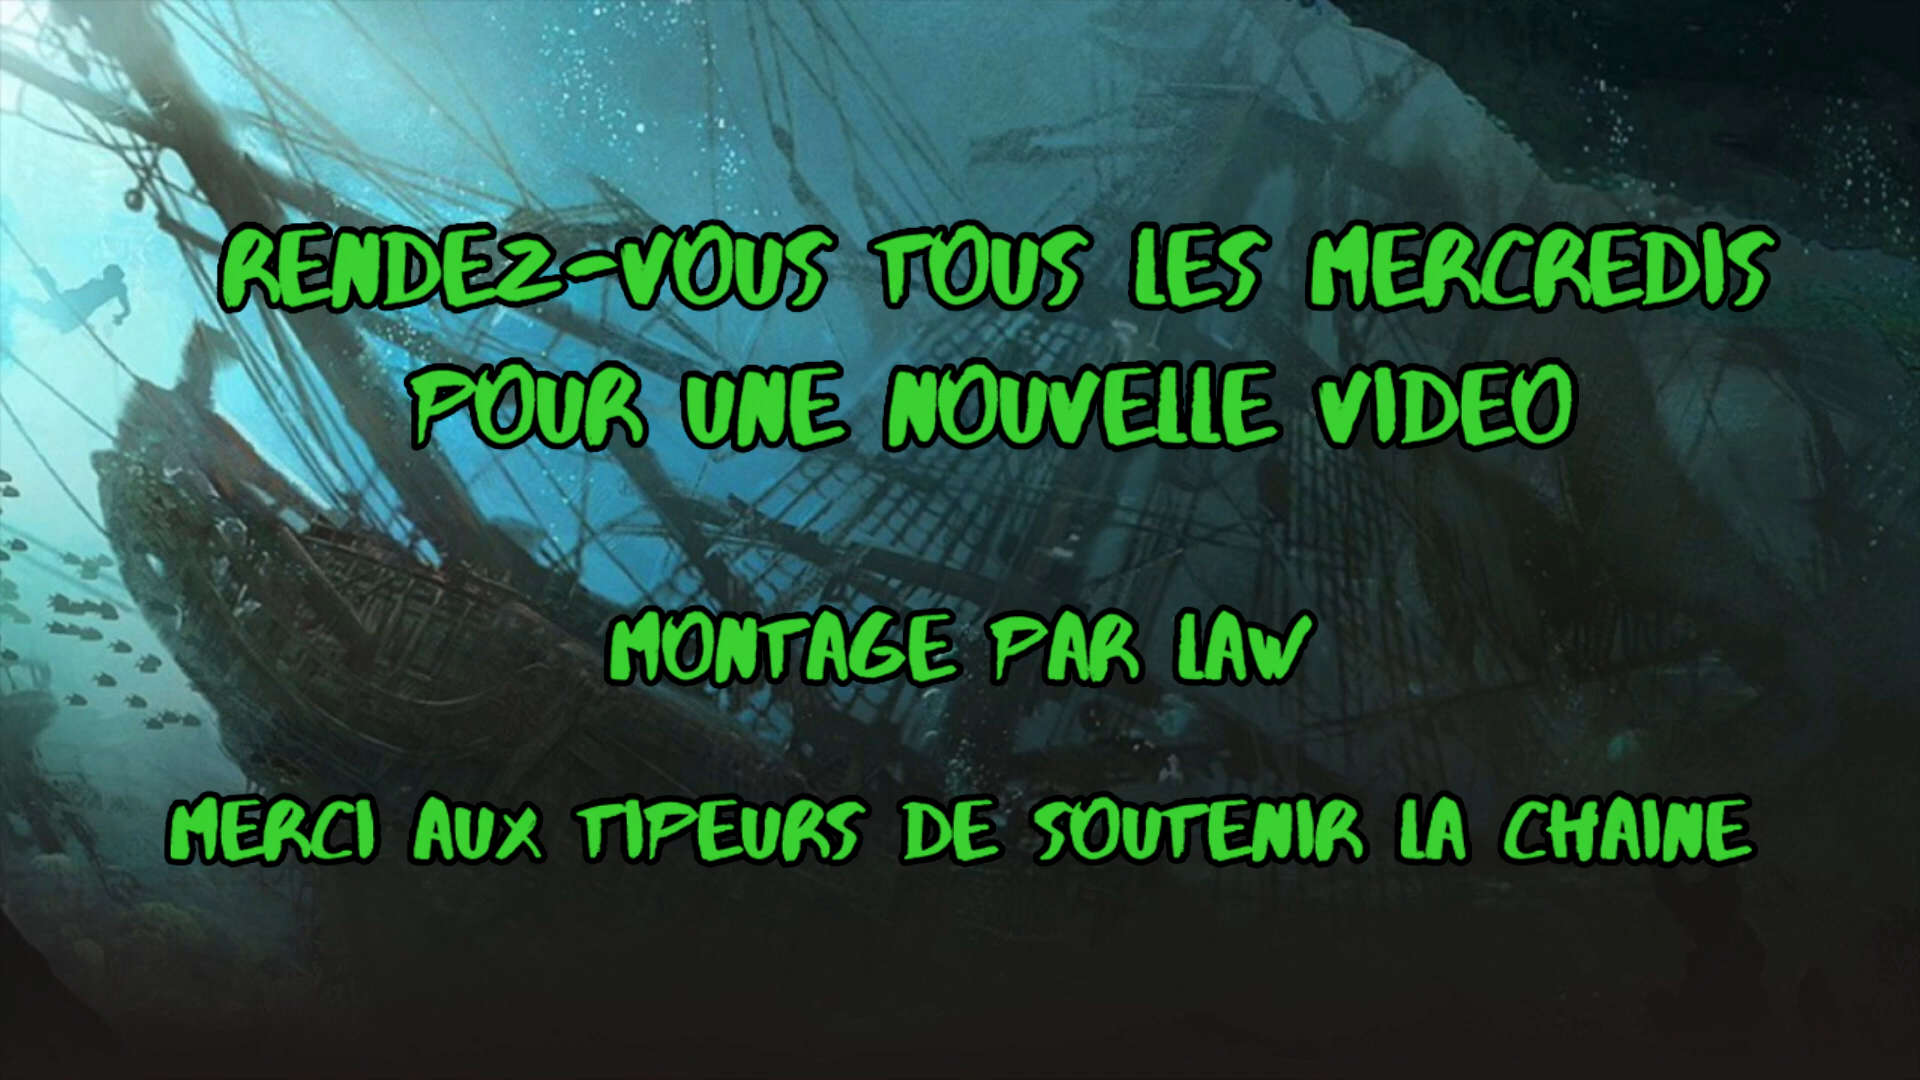 RENDEZ-VOUS TOUS LES MERCREDIS
POUR UNE NOUVELLE VIDEO
MONTAGE PAR LAW
MERCI AUX TIPEURS DE SOUTENIR LA CHAINE